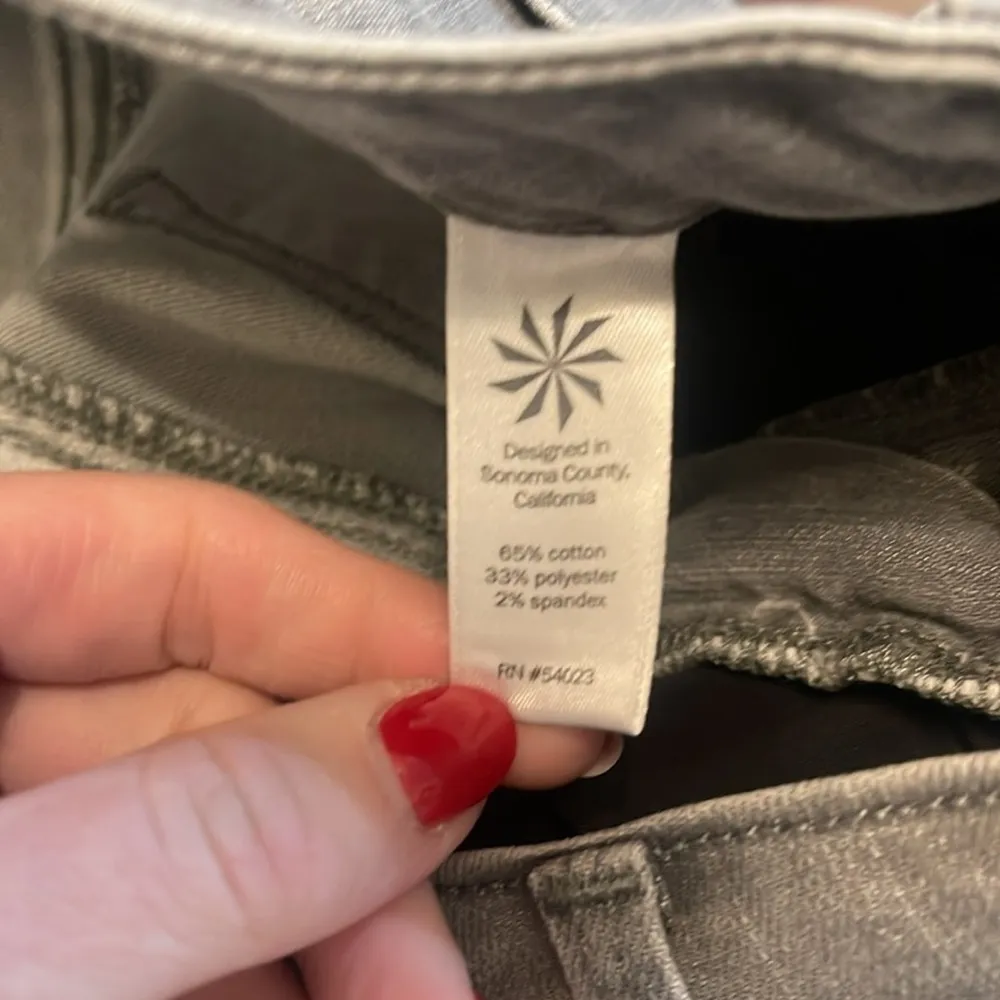 Designed in
Sonoma County,
California
65% cotton
33% polyester
2% spandex
RN #54023